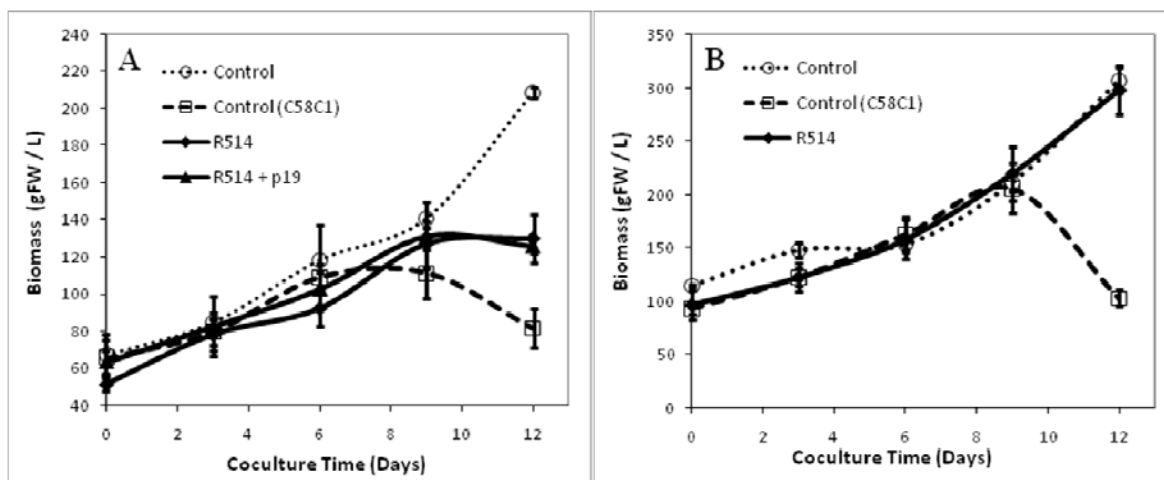 A
Control
Control (C58C1)
R514
R514 + p19
Biomass (gFW / L)
240
220
200
180
160
140
120
100
80
60
40
0 2 4 6 8 10 12
Coculture Time (Days)
B
Control
Control (C58C1)
R514
Biomass (gFW / L)
350
300
250
200
150
100
50
0
0 2 4 6 8 10 12
Coculture Time (Days)